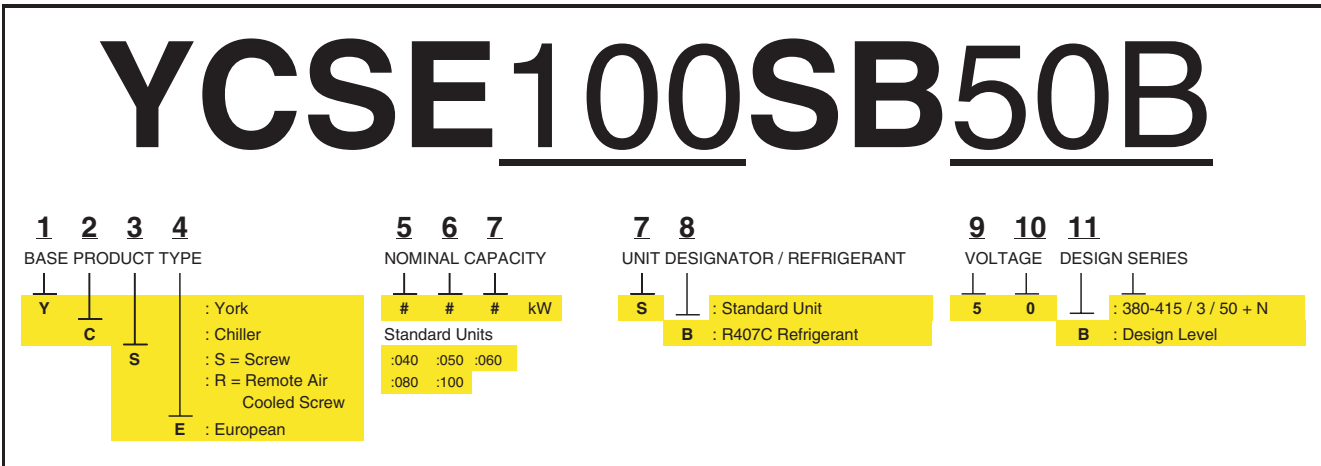 YCSE100SB50B
1 2 3 4 5 6 7 7 8 9 10 11
BASE PRODUCT TYPE NOMINAL CAPACITY UNIT DESIGNATOR / REFRIGERANT VOLTAGE DESIGN SERIES
Y : York # # # kW S : Standard Unit 5 0 : 380-415 / 3 / 50 + N
C : Chiller Standard Units B : R407C Refrigerant B : Design Level
S : S = Screw :040 :050 :060
: R = Remote Air :080 :100
Cooled Screw
E : European